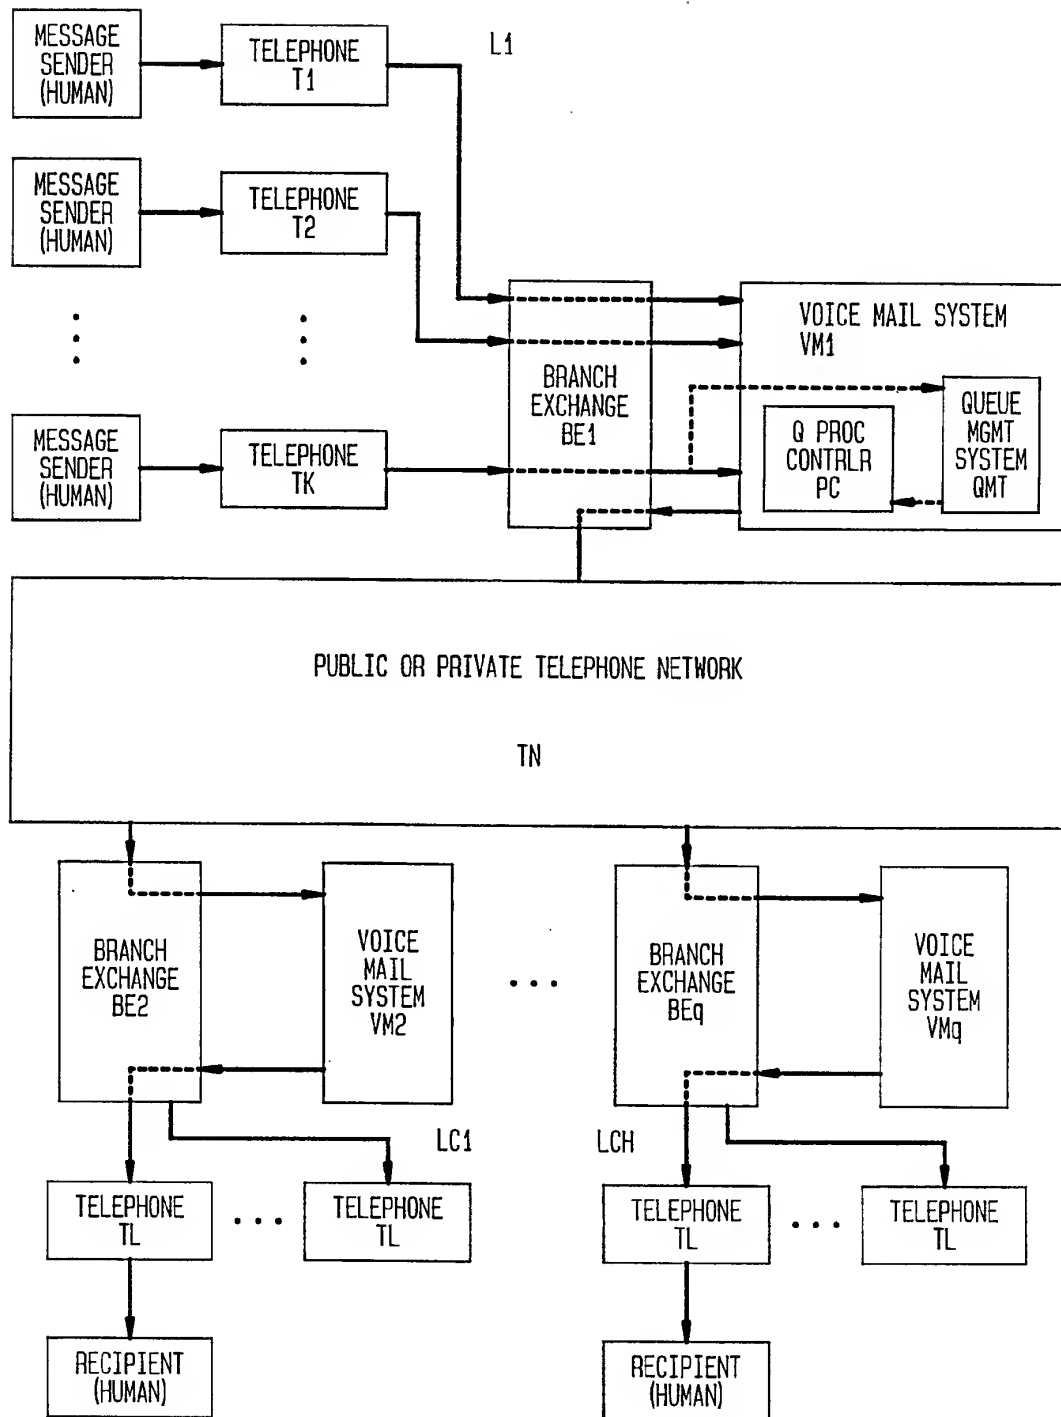 MESSAGE
SENDER
(HUMAN)
TELEPHONE
T1
L1
MESSAGE
SENDER
(HUMAN)
TELEPHONE
T2
BRANCH
EXCHANGE
BE1
VOICE MAIL SYSTEM
VM1
Q PROC
CONTRLR
PC
QUEUE
MGMT
SYSTEM
QMT
MESSAGE
SENDER
(HUMAN)
TELEPHONE
TK
PUBLIC OR PRIVATE TELEPHONE NETWORK
TN
BRANCH
EXCHANGE
BE2
VOICE
MAIL
SYSTEM
VM2
BRANCH
EXCHANGE
BEq
VOICE
MAIL
SYSTEM
VMq
LC1
LCH
TELEPHONE
TL
TELEPHONE
TL
TELEPHONE
TL
TELEPHONE
TL
RECIPIENT
(HUMAN)
RECIPIENT
(HUMAN)